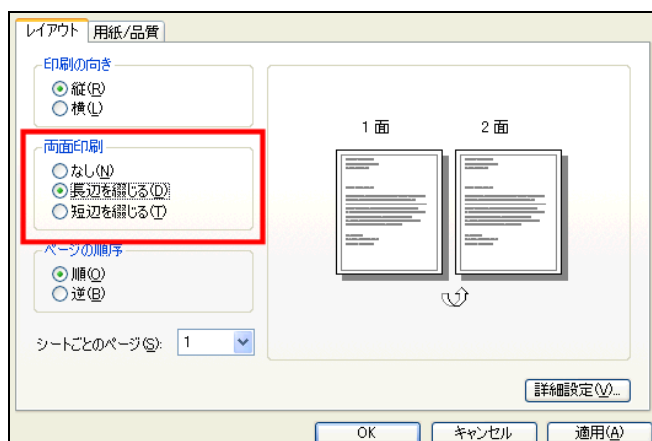 レイアウト 用紙/品質
印刷の向き
縦(R)
横(L)
両面印刷
なし(N)
長辺を綴じる(D)
短辺を綴じる(T)
ページの順序
順(O)
逆(B)
シートごとのページ(S): 1
1 面 2 面
詳細設定(V)...
OK キャンセル 適用(A)